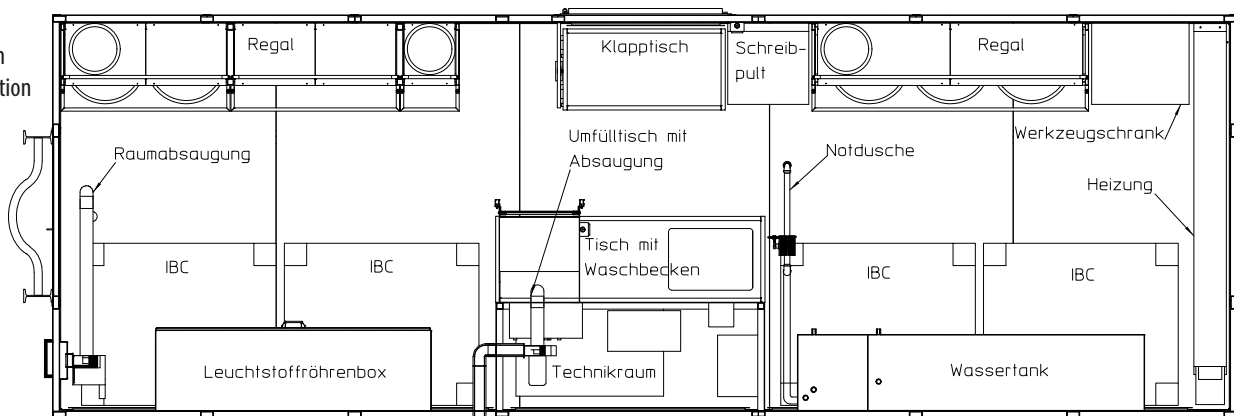 n
tion
Regal
Klapptisch
Schreib-
pult
Regal
Werkzeugschrank
Raumabsaugung
Umfülltisch mit
Absaugung
Notdusche
Heizung
IBC
IBC
Tisch mit
Waschbecken
IBC
IBC
Leuchtstoffröhrenbox
Technikraum
Wassertank